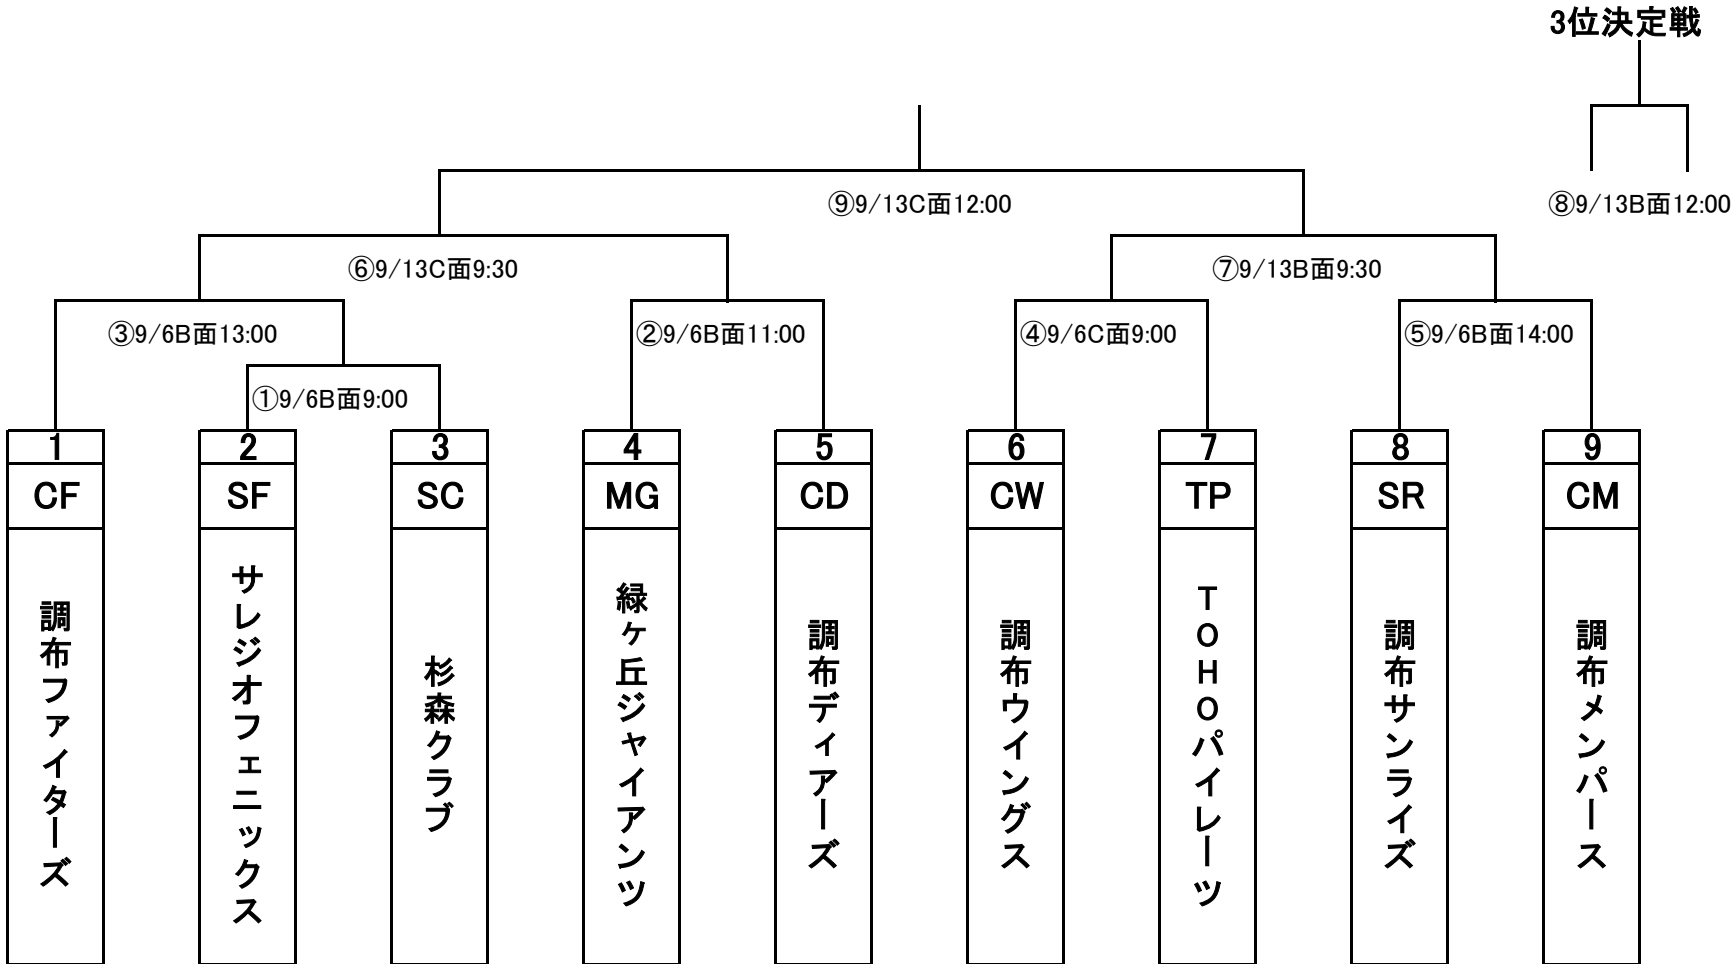 3位決定戦
⑨9/13C面12:00
⑧9/13B面12:00
⑥9/13C面9:30
⑦9/13B面9:30
③9/6B面13:00
②9/6B面11:00
④9/6C面9:00
⑤9/6B面14:00
①9/6B面9:00
1
2
3
4
5
6
7
8
9
CF
SF
SC
MG
CD
CW
TP
SR
CM
調布ファイターズ
サレジオフェニックス
杉森クラブ
緑ヶ丘ジャイアンツ
調布ディアーズ
調布ウイングス
TOHOパイレーツ
調布サンライズ
調布メンパース